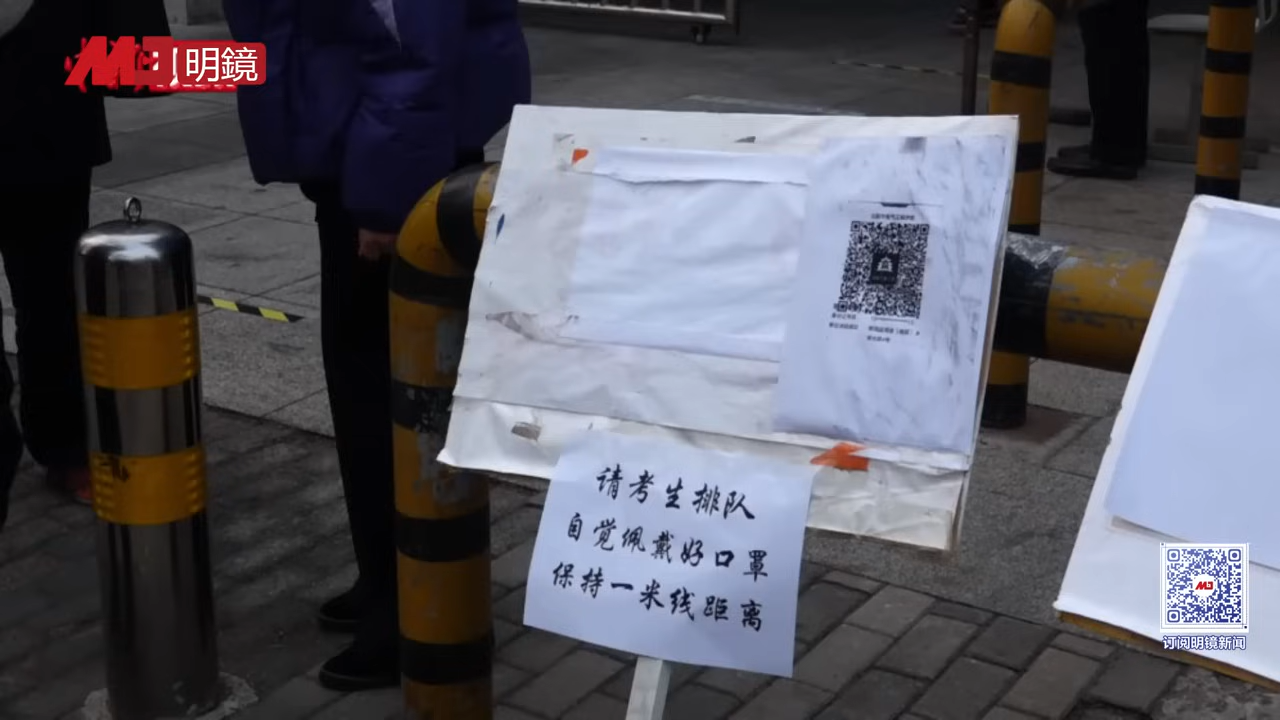 明鏡
请考生排队
自觉佩戴好口罩
保持一米线距离
订阅明镜新闻